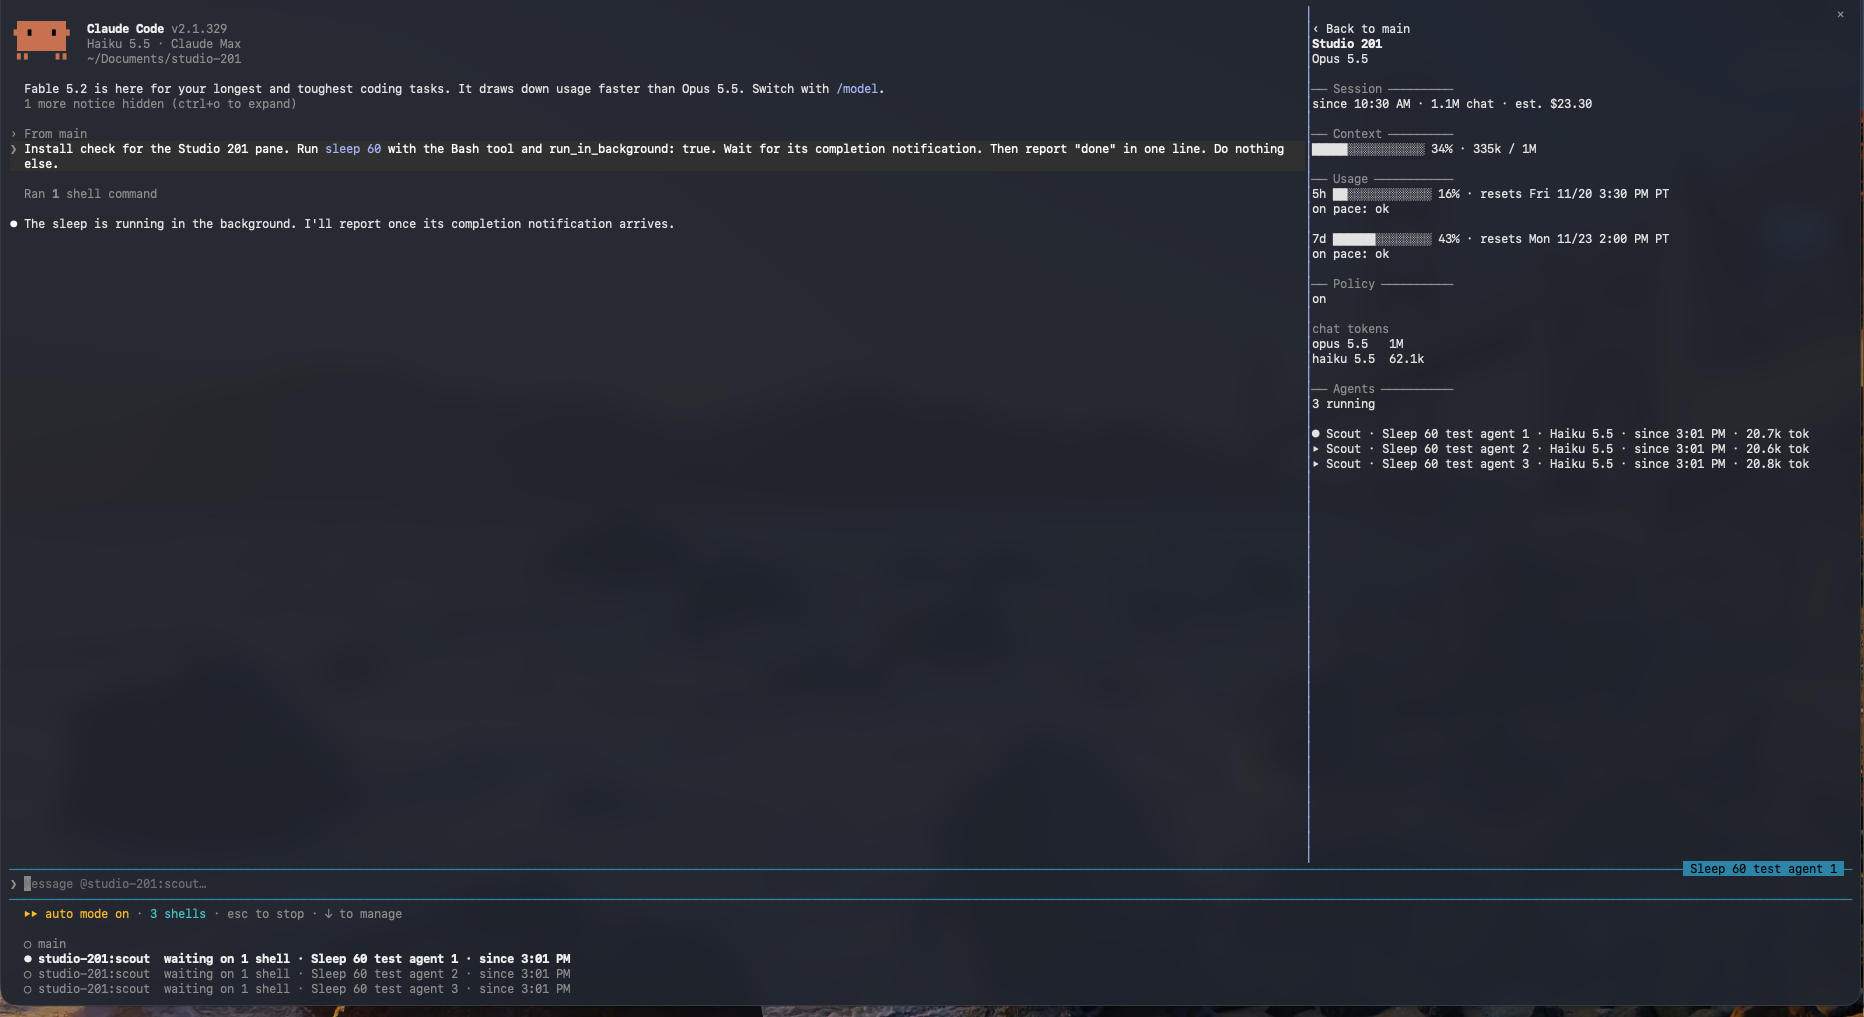 Claude Code v2.1.329
Haiku 5.5 · Claude Max
~/Documents/studio-201
Fable 5.2 is here for your longest and toughest coding tasks. It draws down usage faster than Opus 5.5. Switch with /model.
1 more notice hidden (ctrl+o to expand)
› From main
❯ Install check for the Studio 201 pane. Run sleep 60 with the Bash tool and run_in_background: true. Wait for its completion notification. Then report "done" in one line. Do nothing
else.
Ran 1 shell command
● The sleep is running in the background. I'll report once its completion notification arrives.
×
‹ Back to main
Studio 201
Opus 5.5
── Session ─────────
since 10:30 AM · 1.1M chat · est. $23.30
── Context ─────────
34% · 335k / 1M
── Usage ───────────
5h 16% · resets Fri 11/20 3:30 PM PT
on pace: ok
7d 43% · resets Mon 11/23 2:00 PM PT
on pace: ok
── Policy ──────────
on
chat tokens
opus 5.5 1M
haiku 5.5 62.1k
── Agents ──────────
3 running
● Scout · Sleep 60 test agent 1 · Haiku 5.5 · since 3:01 PM · 20.7k tok
▸ Scout · Sleep 60 test agent 2 · Haiku 5.5 · since 3:01 PM · 20.6k tok
▸ Scout · Sleep 60 test agent 3 · Haiku 5.5 · since 3:01 PM · 20.8k tok
Sleep 60 test agent 1
❯ essage @studio-201:scout…
▸▸ auto mode on · 3 shells · esc to stop · ↓ to manage
○ main
● studio-201:scout waiting on 1 shell · Sleep 60 test agent 1 · since 3:01 PM
○ studio-201:scout waiting on 1 shell · Sleep 60 test agent 2 · since 3:01 PM
○ studio-201:scout waiting on 1 shell · Sleep 60 test agent 3 · since 3:01 PM